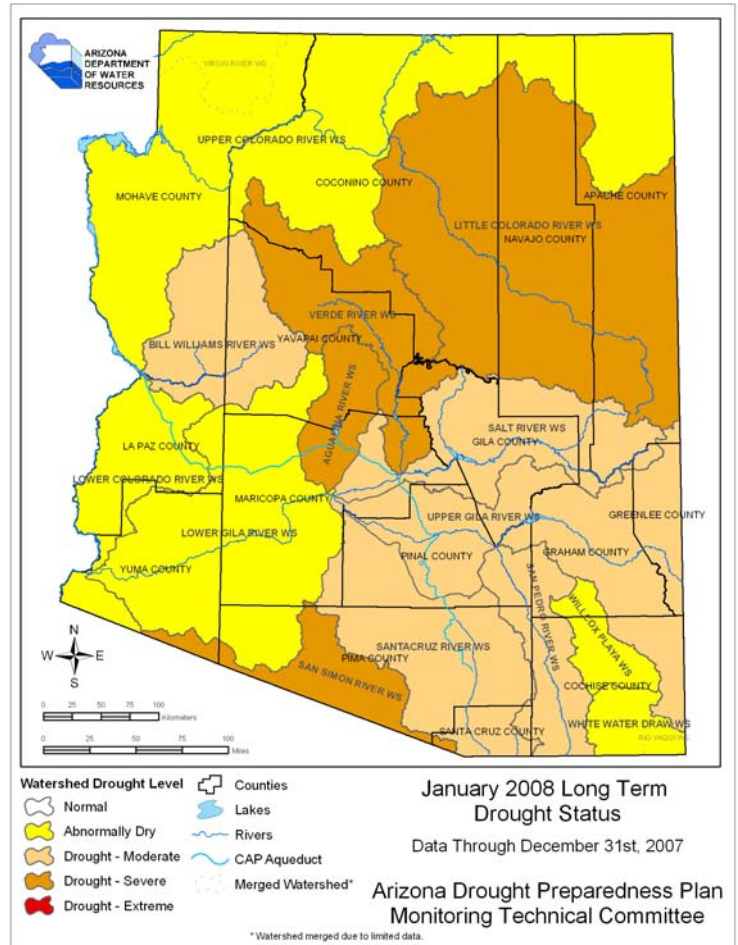 ARIZONA
DEPARTMENT
OF WATER
RESOURCES
VIRGIN RIVER WS
UPPER COLORADO RIVER WS
COCONINO COUNTY
MOHAVE COUNTY
APACHE COUNTY
LITTLE COLORADO RIVER WS
NAVAJO COUNTY
VERDE RIVER WS
YAVAPAI COUNTY
BILL WILLIAMS RIVER WS
AGUA FRIA RIVER WS
SALT RIVER WS
GILA COUNTY
LA PAZ COUNTY
LOWER COLORADO RIVER WS
MARICOPA COUNTY
UPPER GILA RIVER WS
GREENLEE COUNTY
LOWER GILA RIVER WS
PINAL COUNTY
GRAHAM COUNTY
YUMA COUNTY
SAN PEDRO RIVER WS
WILLCOX PLAYA WS
SANTACRUZ RIVER WS
PIMA COUNTY
SAN SIMON RIVER WS
COCHISE COUNTY
SANTA CRUZ COUNTY
WHITE WATER DRAW WS
RIO YAQUI WS
N
W E
S
0 25 50 75 100
Kilometers
0 25 50 100
Miles
Watershed Drought Level
Normal
Abnormally Dry
Drought - Moderate
Drought - Severe
Drought - Extreme
Counties
Lakes
Rivers
CAP Aqueduct
Merged Watershed*
January 2008 Long Term
Drought Status
Data Through December 31st, 2007
Arizona Drought Preparedness Plan
Monitoring Technical Committee
* Watershed merged due to limited data.